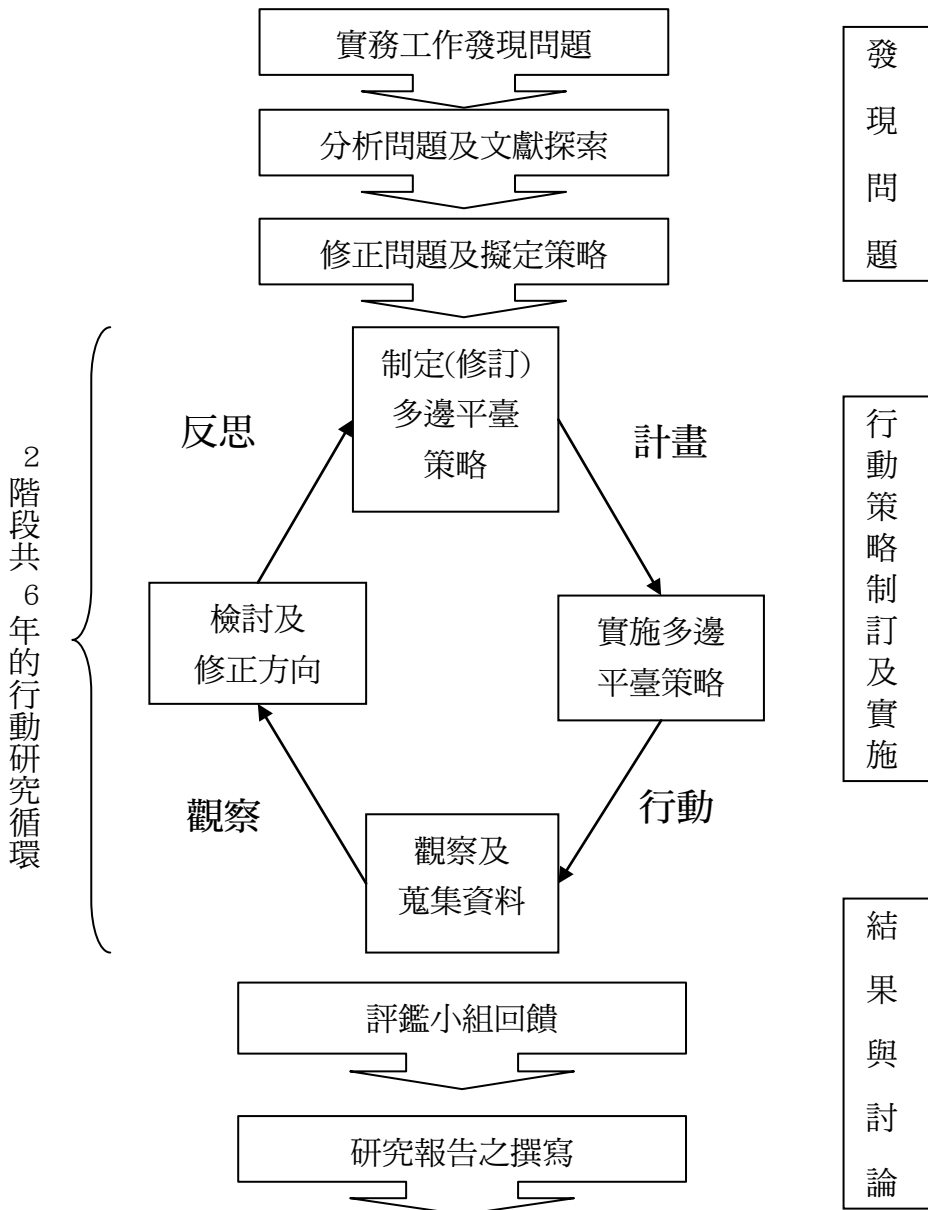 實務工作發現問題
分析問題及文獻探索
修正問題及擬定策略
發現問題
制定(修訂)
多邊平臺
策略
反思
計畫
2階段共 6年的行動研究循環
檢討及
修正方向
實施多邊
平臺策略
行動策略制訂及實施
觀察
行動
觀察及
蒐集資料
評鑑小組回饋
研究報告之撰寫
結果與討論